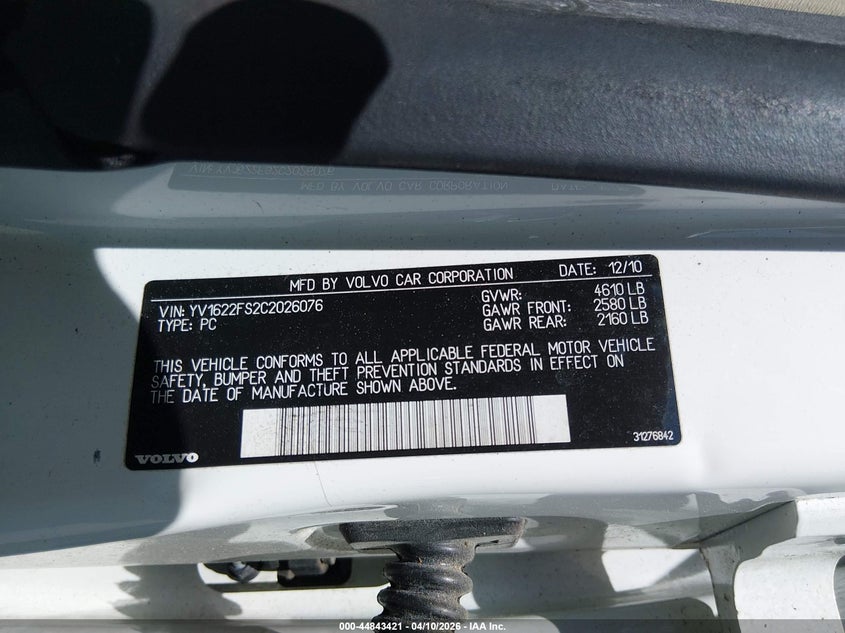 MFD BY VOLVO CAR CORPORATION DATE: 12/10
VIN: YV1622FS2C2026076 GVWR: 4610 LB
TYPE: PC GAWR FRONT: 2580 LB
GAWR REAR: 2160 LB
THIS VEHICLE CONFORMS TO ALL APPLICABLE FEDERAL MOTOR VEHICLE
SAFETY, BUMPER AND THEFT PREVENTION STANDARDS IN EFFECT ON
THE DATE OF MANUFACTURE SHOWN ABOVE.
31276842
VOLVO
000-44843421 - 04/10/2026 - IAA Inc.